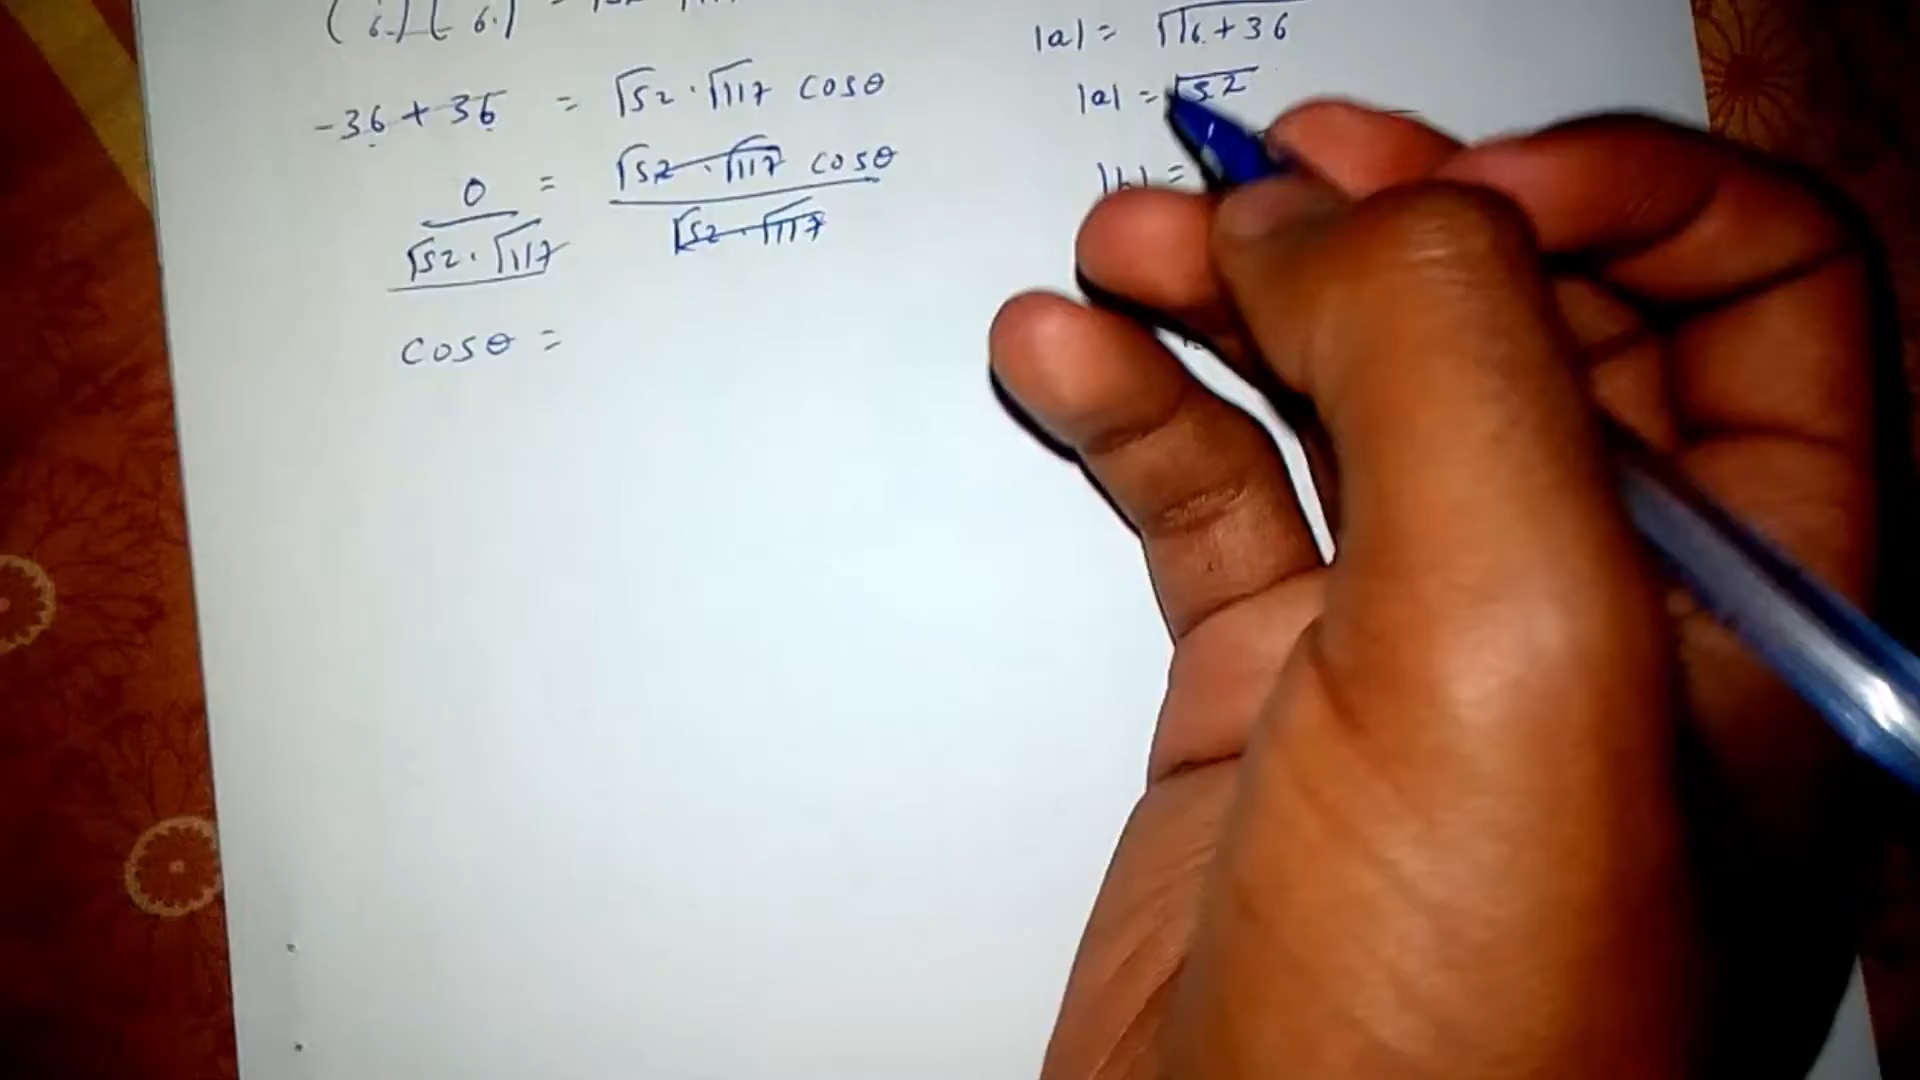 -36 + 36 = √52 · √117 cosθ
0 / √52 · √117 = √52 · √117 cosθ / √52 · √117
cosθ =
|a| = √16 + 36
|a| = √52
|b| =